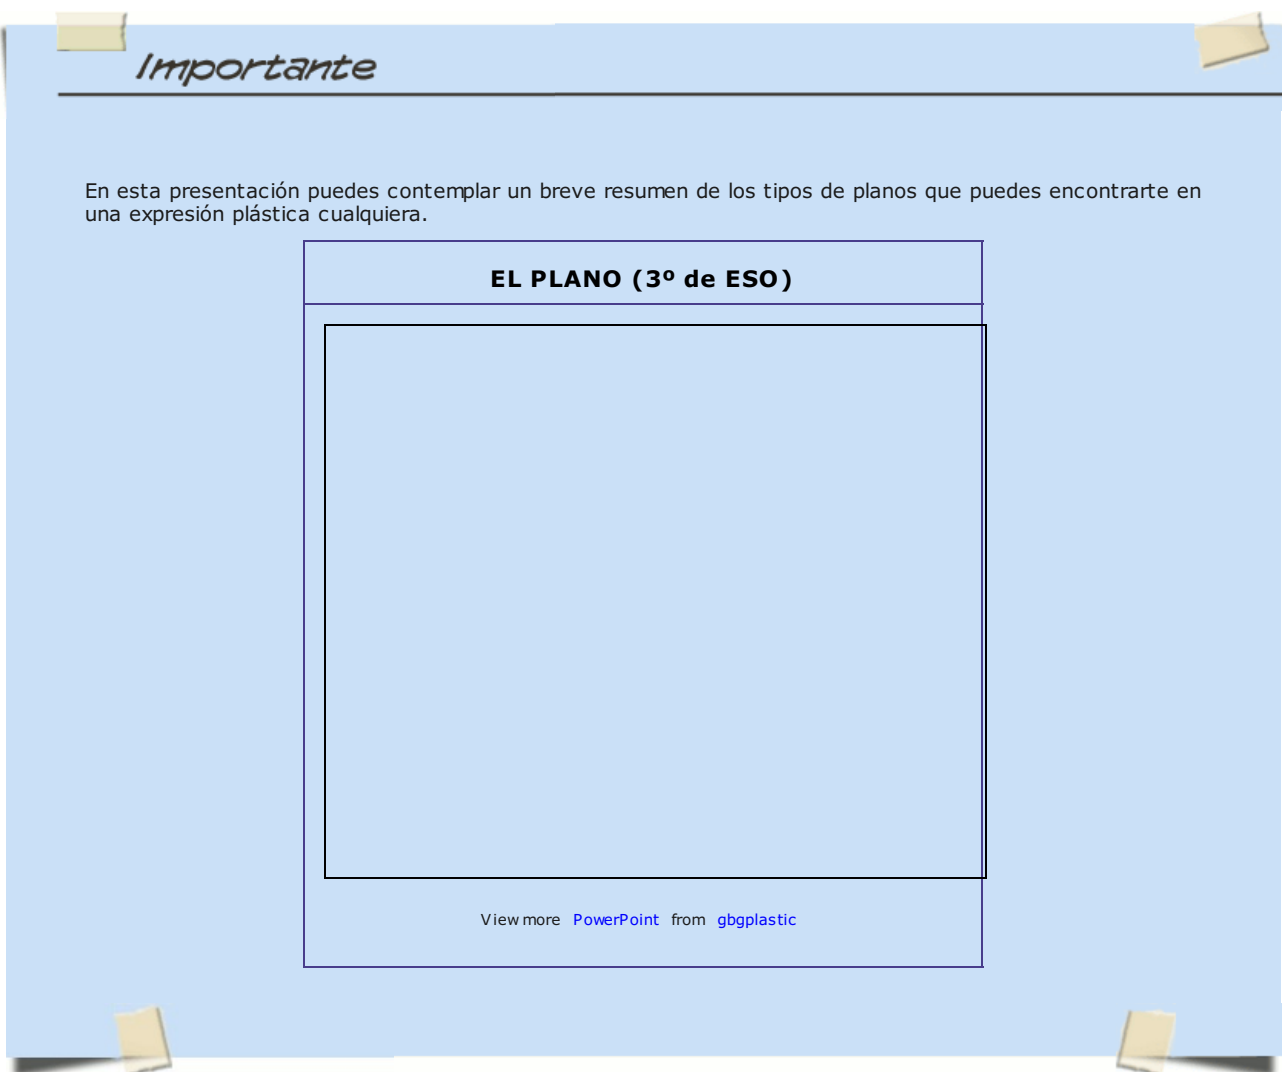 Importante
En esta presentación puedes contemplar un breve resumen de los tipos de planos que puedes encontrarte en
una expresión plástica cualquiera.
EL PLANO (3º de ESO)
View more PowerPoint from gbgplastic